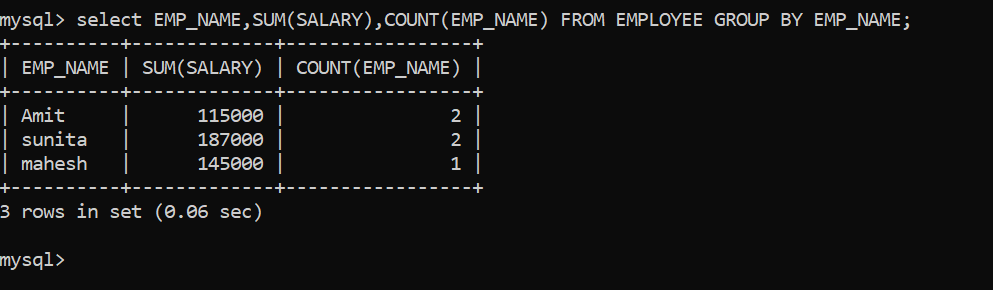 mysql> select EMP_NAME,SUM(SALARY),COUNT(EMP_NAME) FROM EMPLOYEE GROUP BY EMP_NAME;
+----------+-------------+-----------------+
| EMP_NAME | SUM(SALARY) | COUNT(EMP_NAME) |
+----------+-------------+-----------------+
| Amit     |      115000 |               2 |
| sunita   |      187000 |               2 |
| mahesh   |      145000 |               1 |
+----------+-------------+-----------------+
3 rows in set (0.06 sec)
mysql>